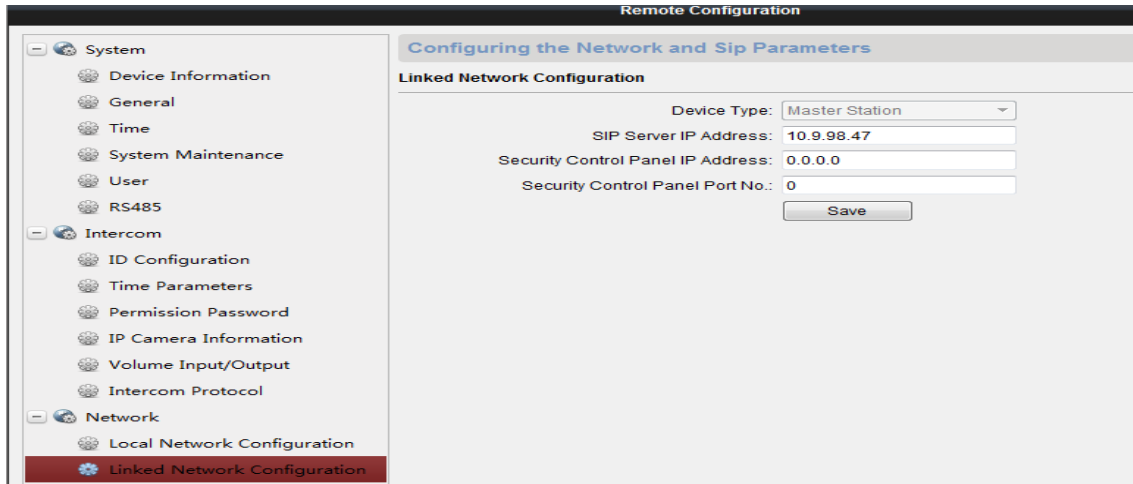 Remote Configuration
System
Device Information
General
Time
System Maintenance
User
RS485
Intercom
ID Configuration
Time Parameters
Permission Password
IP Camera Information
Volume Input/Output
Intercom Protocol
Network
Local Network Configuration
Linked Network Configuration
Configuring the Network and Sip Parameters
Linked Network Configuration
Device Type: Master Station
SIP Server IP Address: 10.9.98.47
Security Control Panel IP Address: 0.0.0.0
Security Control Panel Port No.: 0
Save